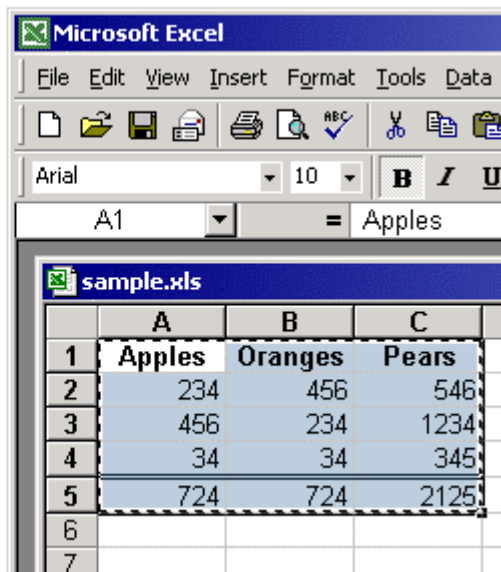 Microsoft Excel
File Edit View Insert Format Tools Data
ABC
Arial 10 B I U
A1 = Apples
sample.xls
A B C
1 Apples Oranges Pears
2 234 456 546
3 456 234 1234
4 34 34 345
5 724 724 2125
6
7